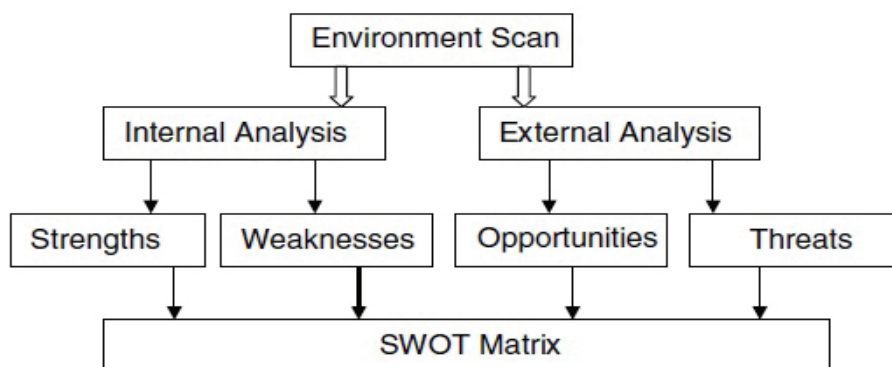 Environment Scan
Internal Analysis
External Analysis
Strengths
Weaknesses
Opportunities
Threats
SWOT Matrix